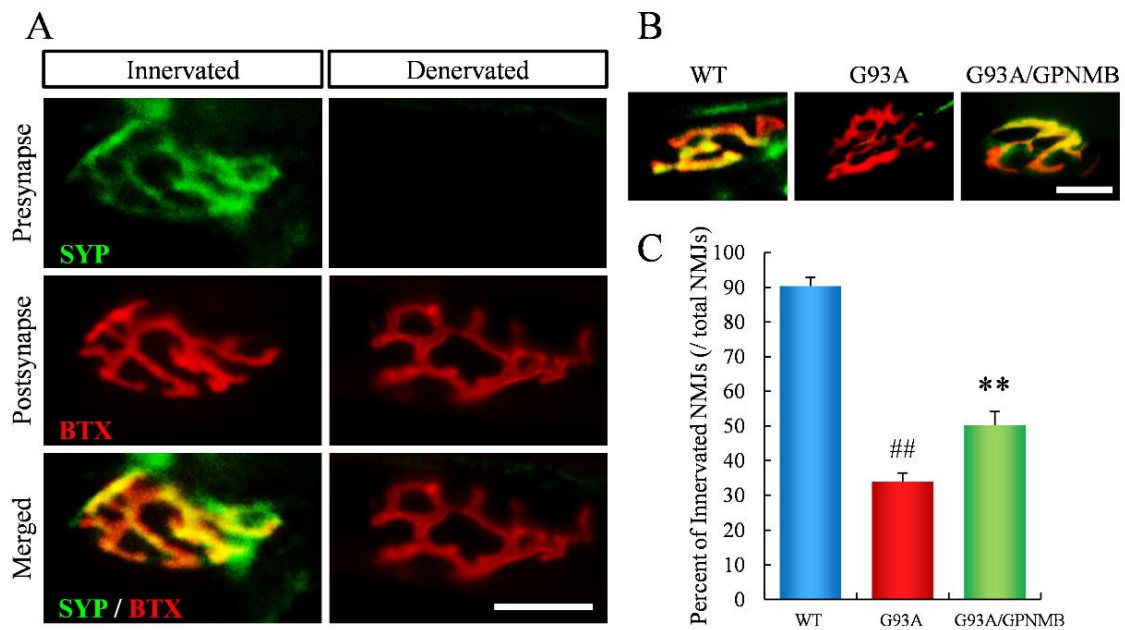 A
Innervated
Denervated
Presynapse
SYP
Postsynapse
BTX
Merged
SYP / BTX
B
WT
G93A
G93A/GPNMB
C
Percent of Innervated NMJs (/ total NMJs)
100
90
80
70
60
50
40
30
20
10
0
##
**
WT
G93A
G93A/GPNMB